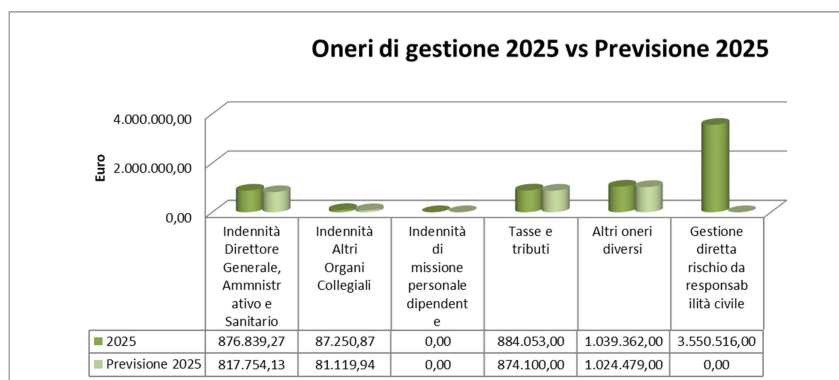 Oneri di gestione 2025 vs Previsione 2025
4.000.000,00
2.000.000,00
0,00
Euro
Indennità
Direttore
Generale,
Ammnistr
ativo e
Sanitario
Indennità
Altri
Organi
Collegiali
Indennità
di
missione
personale
dipendent
e
Tasse e
tributi
Altri oneri
diversi
Gestione
diretta
rischio da
responsab
ilità civile
2025 876.839,27 87.250,87 0,00 884.053,00 1.039.362,00 3.550.516,00
Previsione 2025 817.754,13 81.119,94 0,00 874.100,00 1.024.479,00 0,00